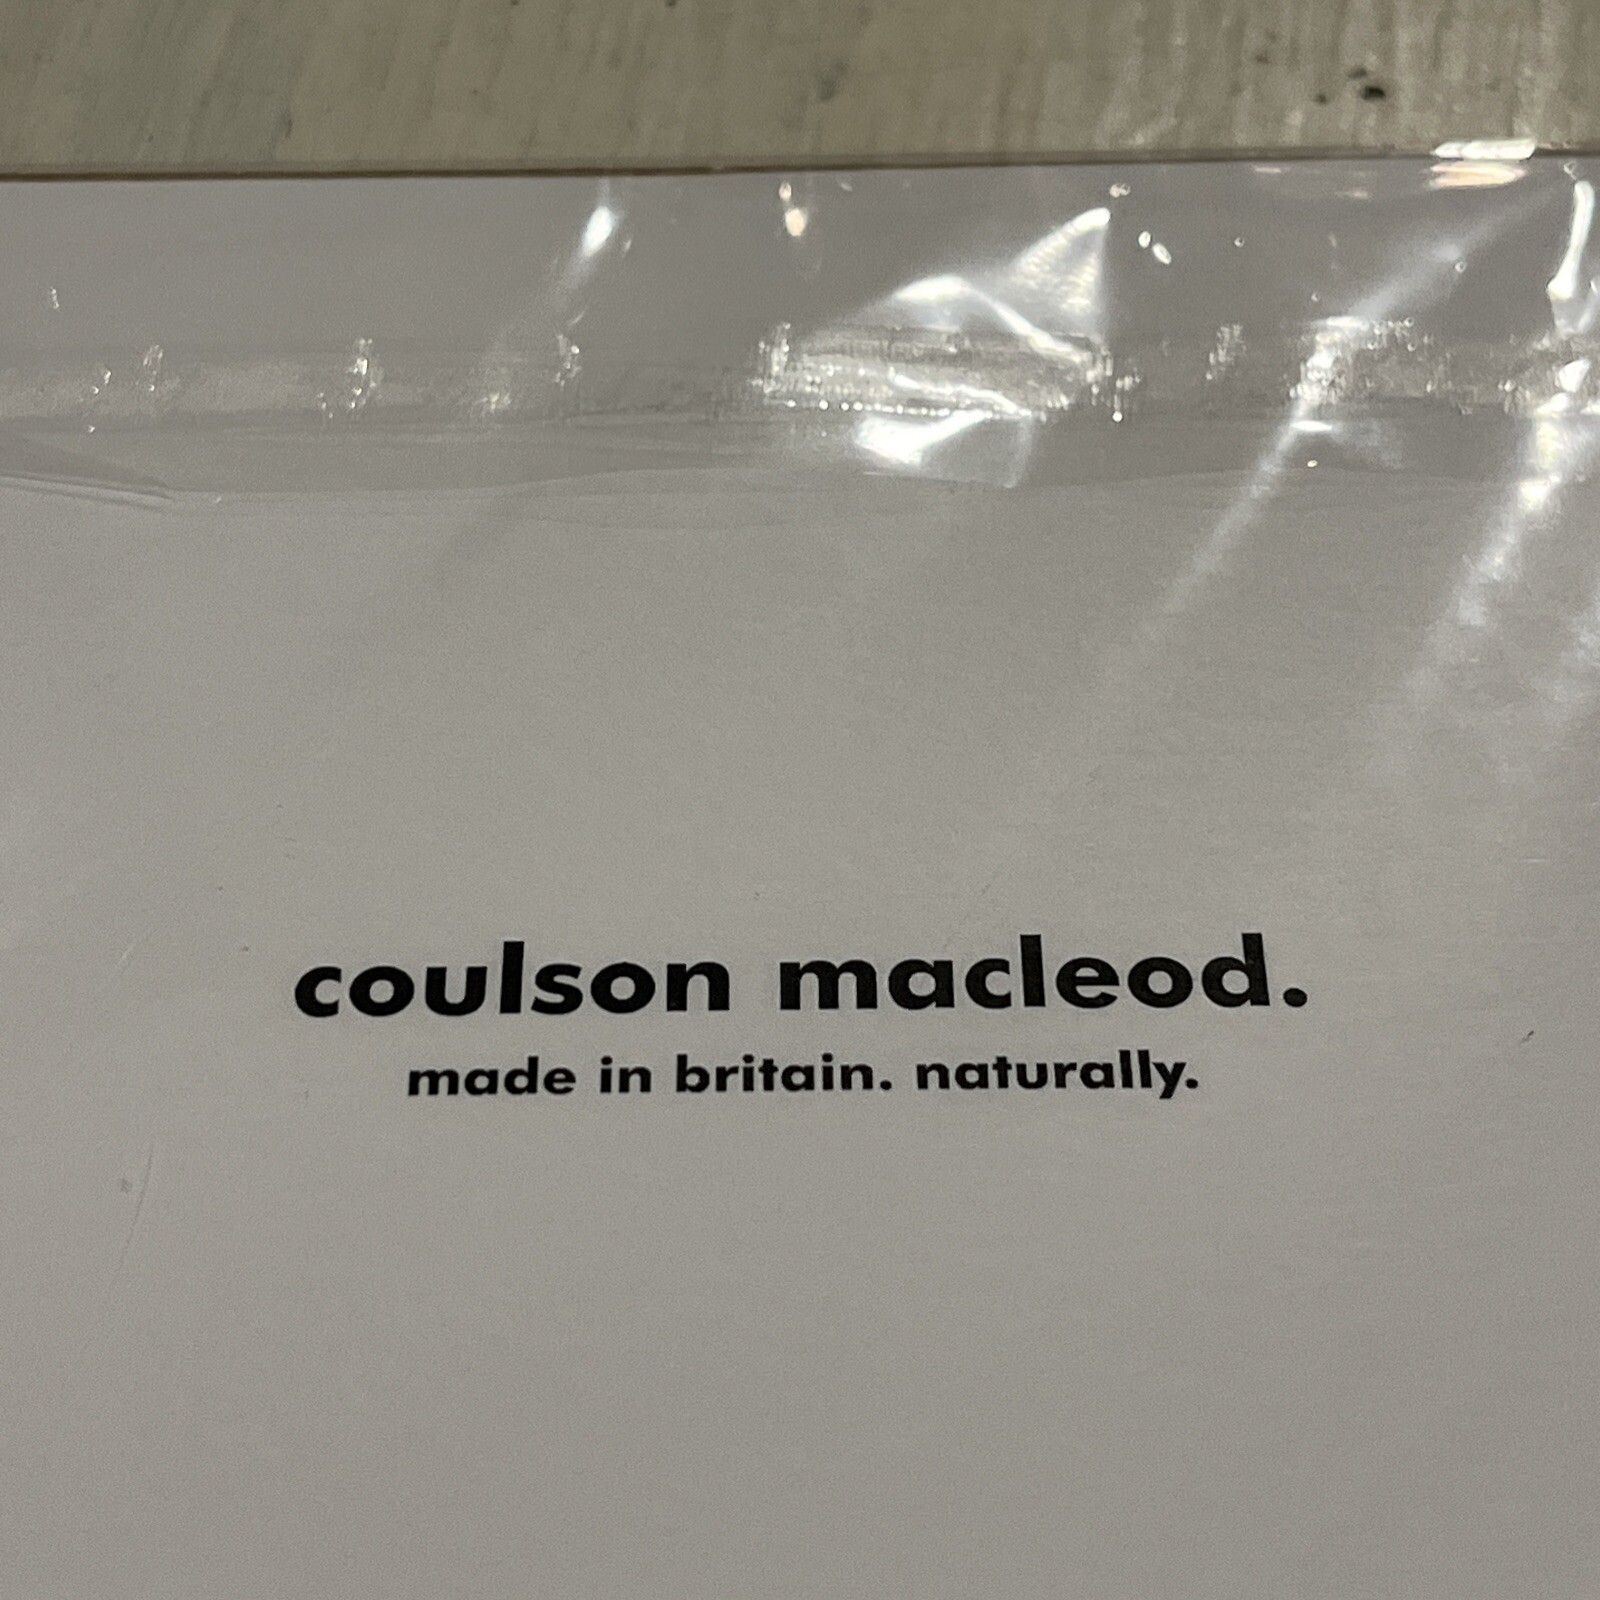 coulson macleod.
made in britain. naturally.